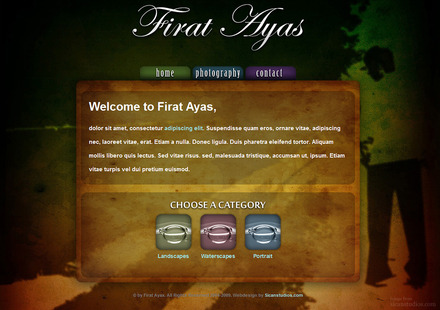 Firat Ayas
home photography contact
Welcome to Firat Ayas,
dolor sit amet, consectetur adipiscing elit. Suspendisse quam eros, ornare vitae, adipiscing
nec, laoreet vitae, erat. Etiam a nulla. Donec ligula. Duis pharetra eleifend tortor. Aliquam
mollis libero quis lectus. Sed vitae risus. sed, malesuada tristique, accumsan ut, ipsum. Etiam
vitae turpis vel dui pretium euismod.
CHOOSE A CATEGORY
Landscapes Waterscapes Portrait
© by Firat Ayas. All Rights 2009. Webdesign by Scamstudios.com